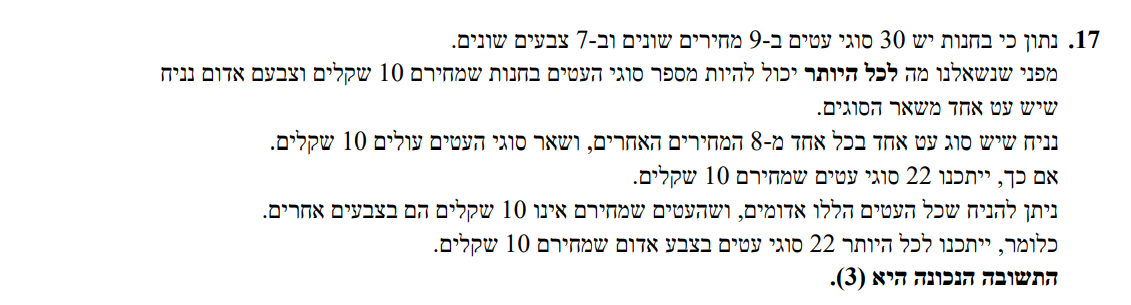 17. נתון כי בחנות יש 30 סוגי עטים ב-9 מחירים שונים וב-7 צבעים שונים.
מפני שנשאלנו מה לכל היותר יכול להיות מספר סוגי העטים בחנות שמחירם 10 שקלים וצבעם אדום נניח
שיש עט אחד משאר הסוגים.
נניח שיש סוג עט אחד בכל אחד מ-8 המחירים האחרים, ושאר סוגי העטים עולים 10 שקלים.
אם כך, ייתכנו 22 סוגי עטים שמחירם 10 שקלים.
ניתן להניח שכל העטים הללו אדומים, ושהעטים שמחירם אינו 10 שקלים הם בצבעים אחרים.
כלומר, ייתכנו לכל היותר 22 סוגי עטים בצבע אדום שמחירם 10 שקלים.
התשובה הנכונה היא (3).